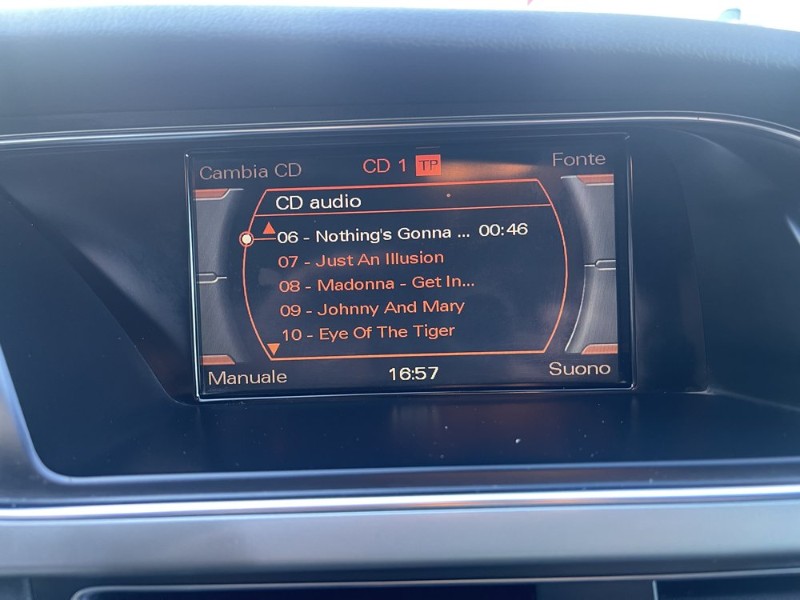 Cambia CD CD 1 TP Fonte
CD audio
06 - Nothing's Gonna ... 00:46
07 - Just An Illusion
08 - Madonna - Get In...
09 - Johnny And Mary
10 - Eye Of The Tiger
Manuale 16:57 Suono